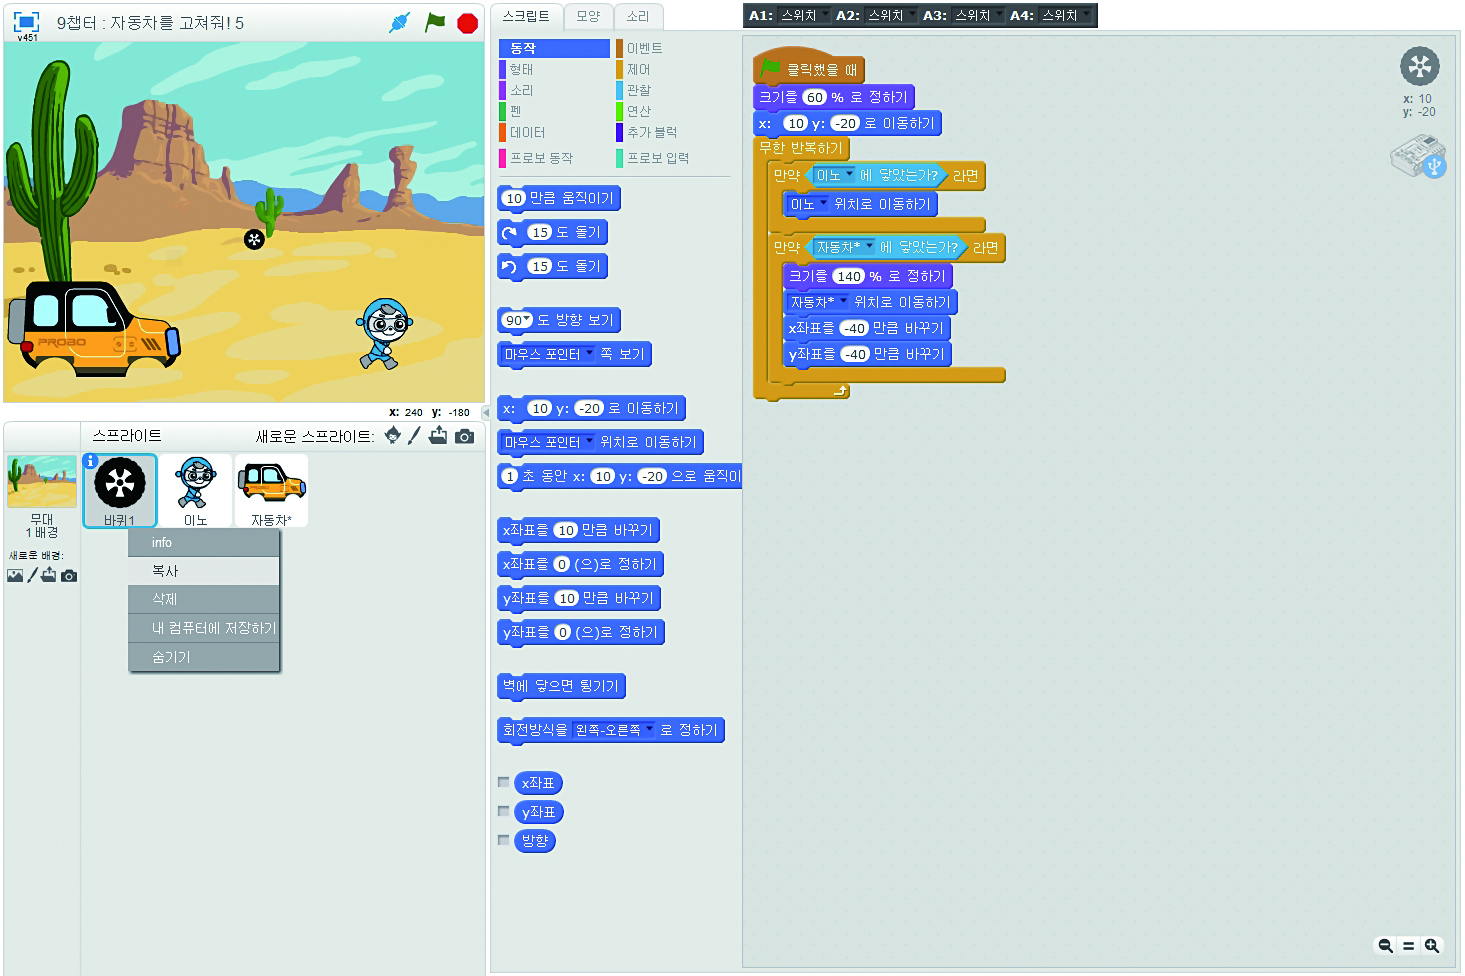 9챕터 : 자동차를 고쳐줘! 5
v451
PROBO
x: 240 y: -180
스프라이트
새로운 스프라이트:
무대
1 배경
새로운 배경:
바퀴1
이노
자동차*
info
복사
삭제
내 컴퓨터에 저장하기
숨기기
스크립트
모양
소리
동작
이벤트
형태
제어
소리
관찰
펜
연산
데이터
추가 블럭
프로보 동작
프로보 입력
10 만큼 움직이기
15 도 돌기
15 도 돌기
90 도 방향 보기
마우스 포인터 쪽 보기
x: 10 y: -20 로 이동하기
마우스 포인터 위치로 이동하기
1 초 동안 x: 10 y: -20 으로 움직이
x좌표를 10 만큼 바꾸기
x좌표를 0 (으)로 정하기
y좌표를 10 만큼 바꾸기
y좌표를 0 (으)로 정하기
벽에 닿으면 튕기기
회전방식을 왼쪽-오른쪽 로 정하기
x좌표
y좌표
방향
A1: 스위치 A2: 스위치 A3: 스위치 A4: 스위치
클릭했을 때
크기를 60 % 로 정하기
x: 10 y: -20 로 이동하기
무한 반복하기
만약 이노 에 닿았는가? 라면
이노 위치로 이동하기
만약 자동차* 에 닿았는가? 라면
크기를 140 % 로 정하기
자동차* 위치로 이동하기
x좌표를 -40 만큼 바꾸기
y좌표를 -40 만큼 바꾸기
x: 10
y: -20